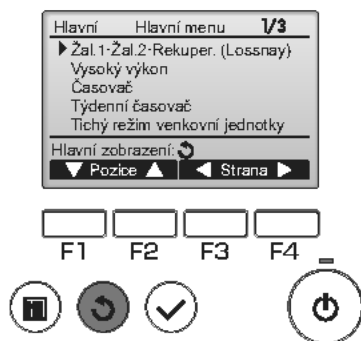 Hlavní Hlavní menu 1/3
Žal.1-Žal.2-Rekuper. (Lossnay)
Vysoký výkon
Časovač
Týdenní časovač
Tichý režim venkovní jednotky
Hlavní zobrazení:
Pozice Strana
F1 F2 F3 F4